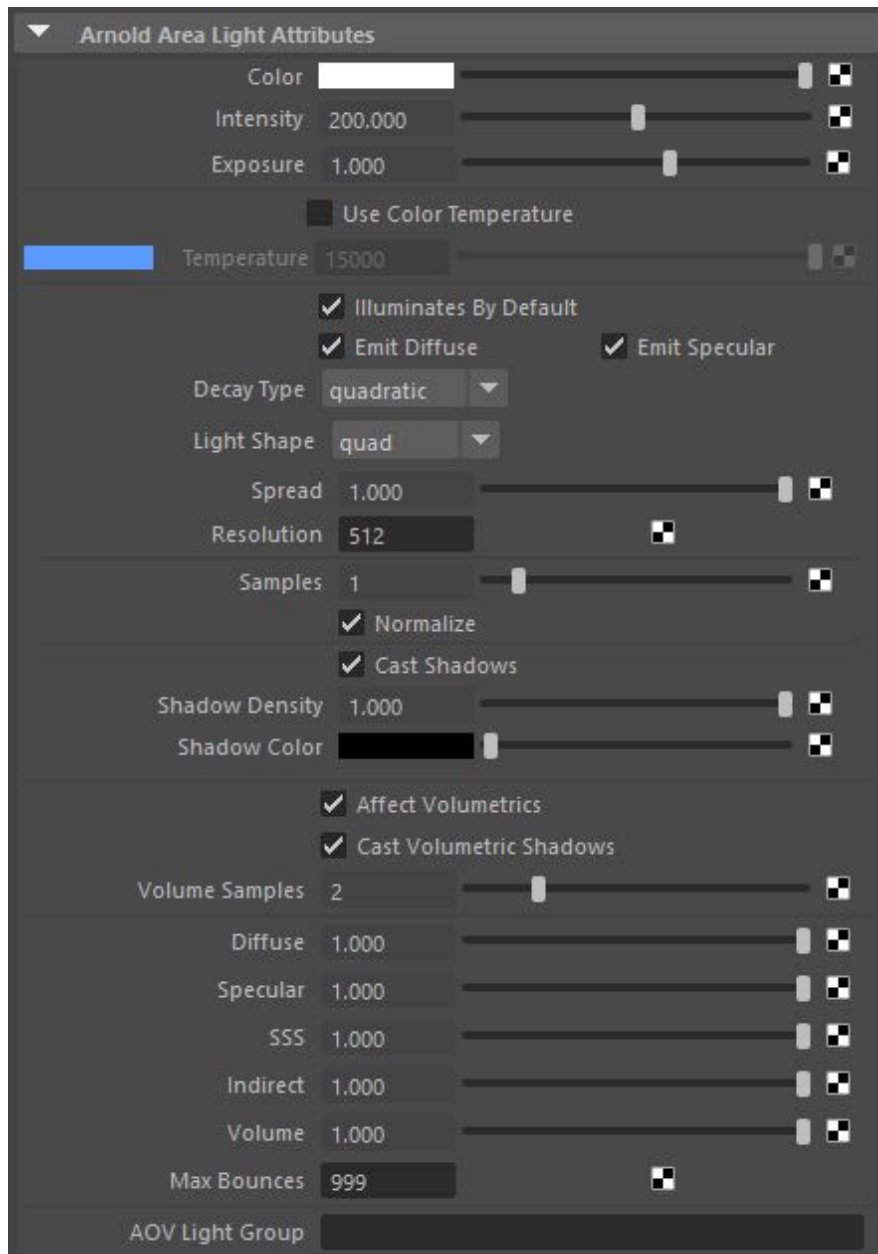 Arnold Area Light Attributes
Color
Intensity 200.000
Exposure 1.000
Use Color Temperature
Temperature 15000
Illuminates By Default
Emit Diffuse Emit Specular
Decay Type quadratic
Light Shape quad
Spread 1.000
Resolution 512
Samples 1
Normalize
Cast Shadows
Shadow Density 1.000
Shadow Color
Affect Volumetrics
Cast Volumetric Shadows
Volume Samples 2
Diffuse 1.000
Specular 1.000
SSS 1.000
Indirect 1.000
Volume 1.000
Max Bounces 999
AOV Light Group